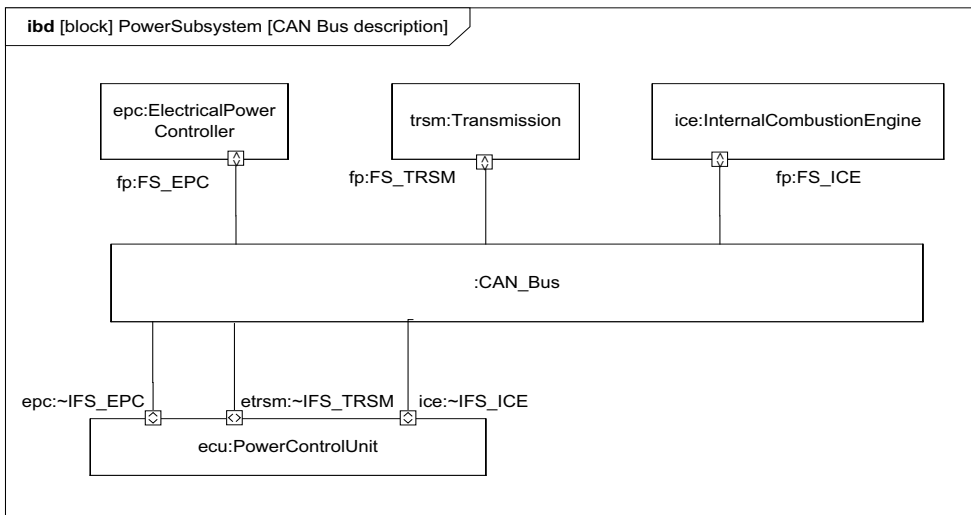 ibd [block] PowerSubsystem [CAN Bus description]
epc:ElectricalPower
Controller
trsm:Transmission
ice:InternalCombustionEngine
fp:FS_EPC
fp:FS_TRSM
fp:FS_ICE
:CAN_Bus
epc:~IFS_EPC
etrsm:~IFS_TRSM
ice:~IFS_ICE
ecu:PowerControlUnit